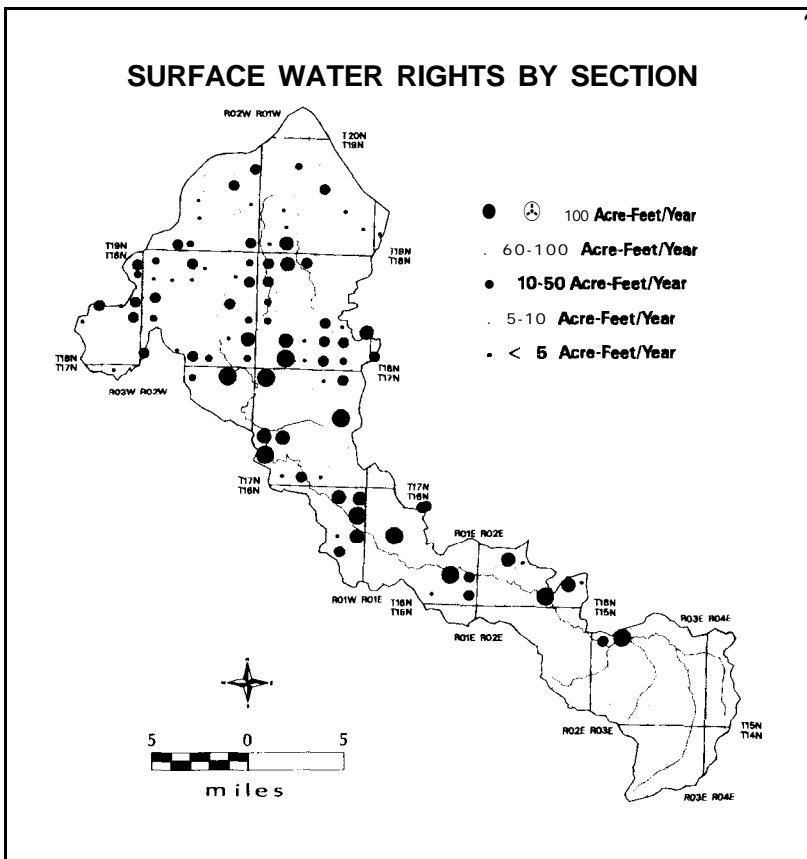 SURFACE WATER RIGHTS BY SECTION
R02W R01W
T20N
T19N
100 Acre-Feet/Year
60-100 Acre-Feet/Year
10-50 Acre-Feet/Year
5-10 Acre-Feet/Year
< 5 Acre-Feet/Year
T19N
T18N
T19N
T18N
T18N
T17N
T18N
T17N
R03W R02W
T17N
T16N
T17N
T16N
R01E R02E
R01W R01E
T16N
T15N
T16N
T15N
R01E R02E
R03E R04E
R02E R03E
T15N
T14N
R03E R04E
N
W E
S
5 0 5
miles